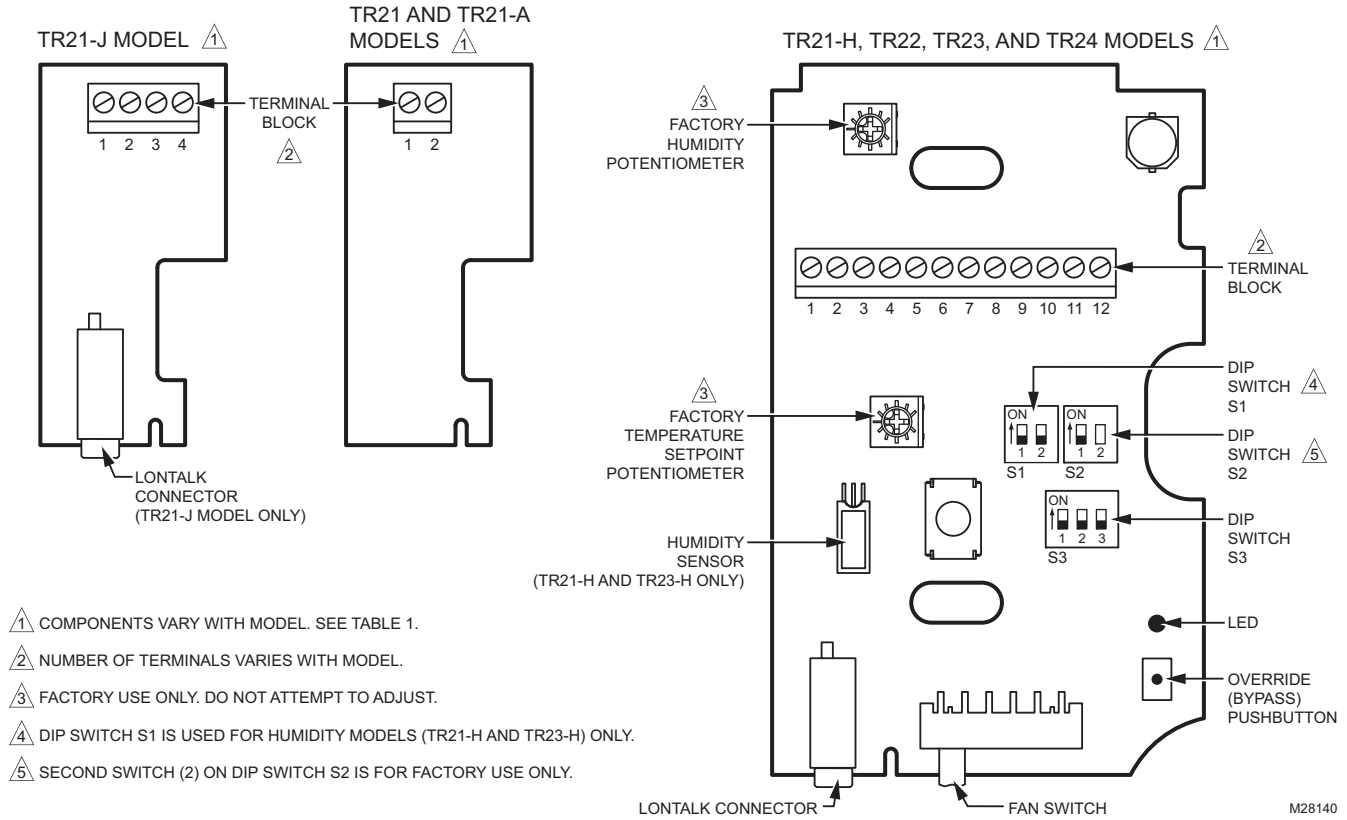 TR21-J MODEL 1
1 2 3 4
TERMINAL
BLOCK
2
LONTALK
CONNECTOR
(TR21-J MODEL ONLY)
TR21 AND TR21-A
MODELS 1
1 2
TR21-H, TR22, TR23, AND TR24 MODELS 1
3
FACTORY
HUMIDITY
POTENTIOMETER
1 2 3 4 5 6 7 8 9 10 11 12
2
TERMINAL
BLOCK
3
FACTORY
TEMPERATURE
SETPOINT
POTENTIOMETER
ON
1 2
S1
ON
1 2
S2
ON
1 2 3
S3
DIP
SWITCH 4
S1
DIP
SWITCH 5
S2
DIP
SWITCH
S3
HUMIDITY
SENSOR
(TR21-H AND TR23-H ONLY)
LED
OVERRIDE
(BYPASS)
PUSHBUTTON
LONTALK CONNECTOR
FAN SWITCH
1 COMPONENTS VARY WITH MODEL. SEE TABLE 1.
2 NUMBER OF TERMINALS VARIES WITH MODEL.
3 FACTORY USE ONLY. DO NOT ATTEMPT TO ADJUST.
4 DIP SWITCH S1 IS USED FOR HUMIDITY MODELS (TR21-H AND TR23-H) ONLY.
5 SECOND SWITCH (2) ON DIP SWITCH S2 IS FOR FACTORY USE ONLY.
M28140